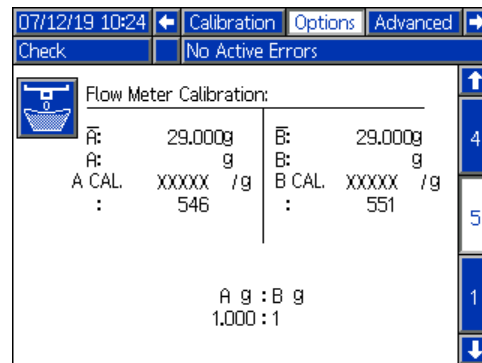 07/12/19 10:24 Calibration Options Advanced
Check No Active Errors
Flow Meter Calibration:
A̅: 29.000g B̅: 29.000g
A: g B: g
A CAL. XXXXX /g B CAL. XXXXX /g
: 546 : 551
A g : B g
1.000 : 1
4
5
1
0